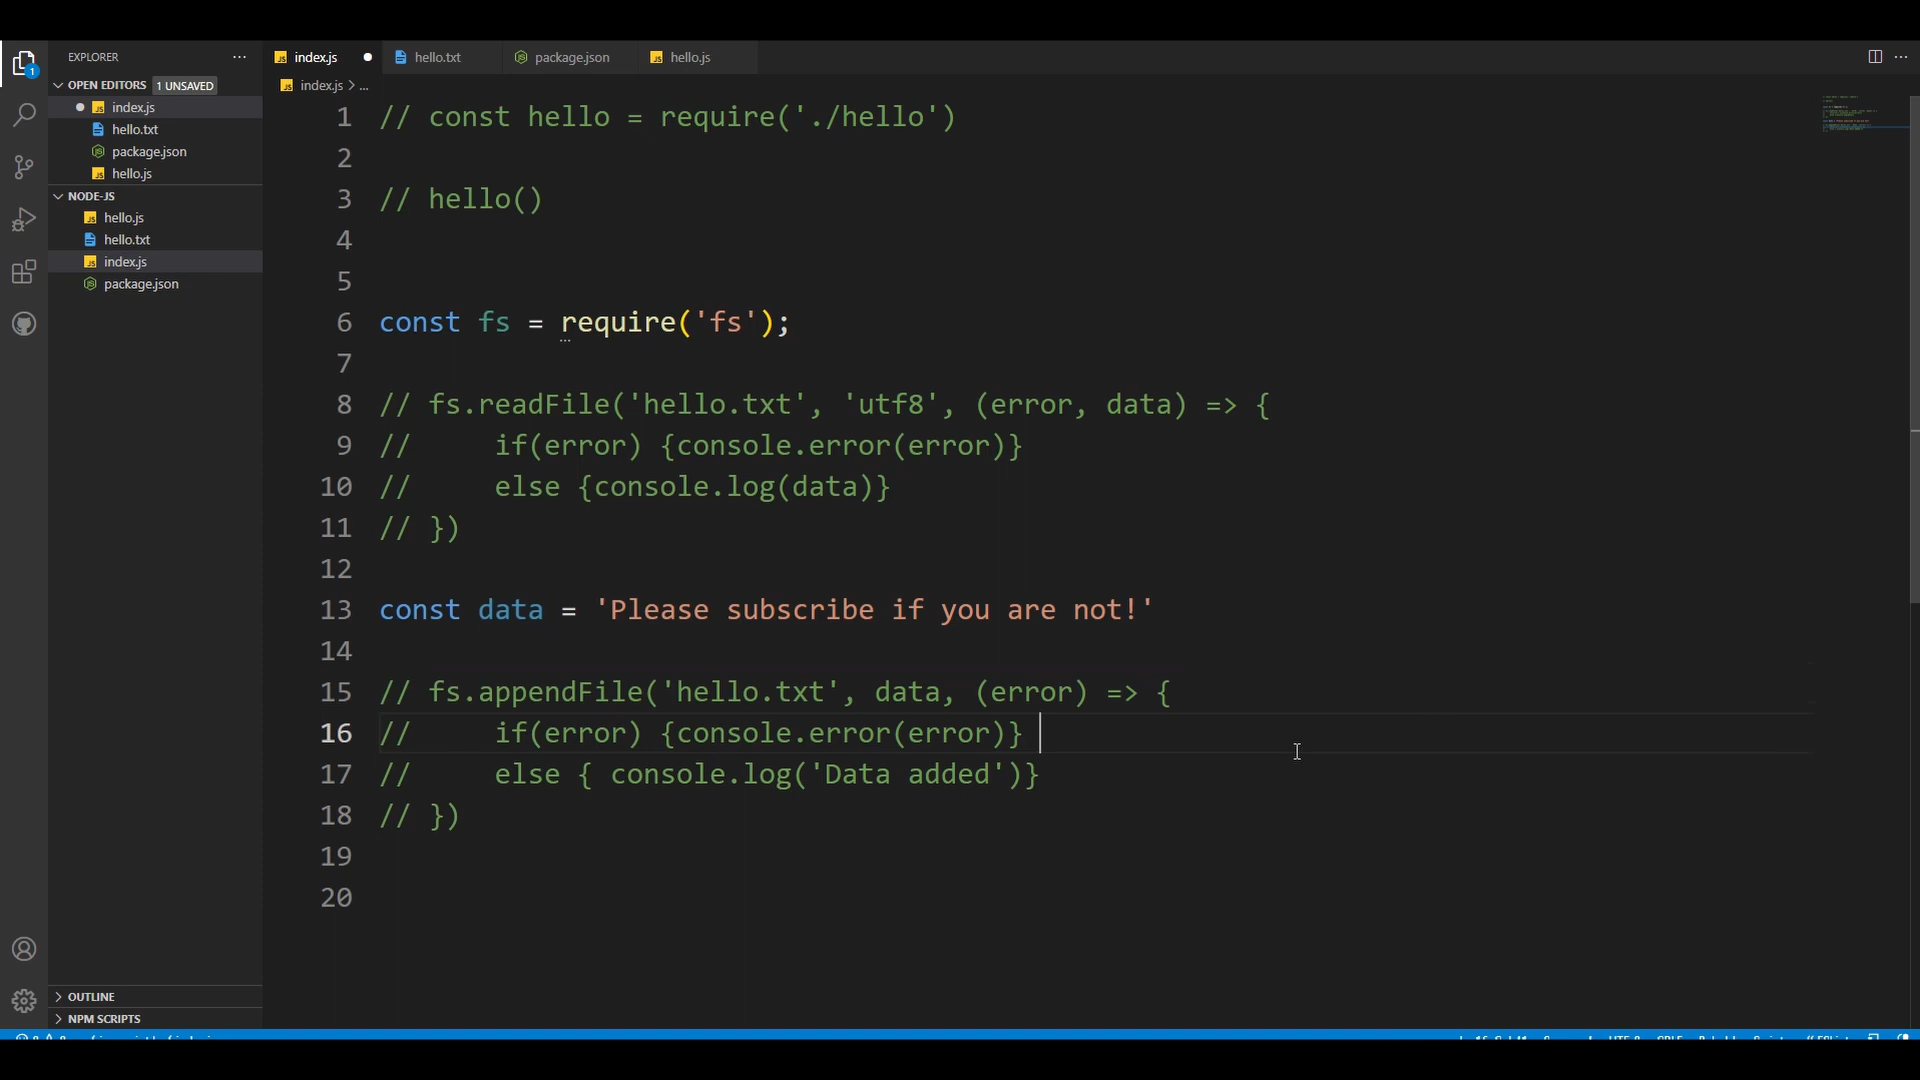 EXPLORER
index.js
hello.txt
package.json
hello.js
OPEN EDITORS 1 UNSAVED
index.js > ...
index.js
hello.txt
package.json
hello.js
NODE-JS
hello.js
hello.txt
index.js
package.json
1 // const hello = require('./hello')
2
3 // hello()
4
5
6 const fs = require('fs');
7
8 // fs.readFile('hello.txt', 'utf8', (error, data) => {
9 //     if(error) {console.error(error)}
10 //     else {console.log(data)}
11 // })
12
13 const data = 'Please subscribe if you are not!'
14
15 // fs.appendFile('hello.txt', data, (error) => {
16 //     if(error) {console.error(error)}
17 //     else { console.log('Data added')}
18 // })
19
20
OUTLINE
NPM SCRIPTS